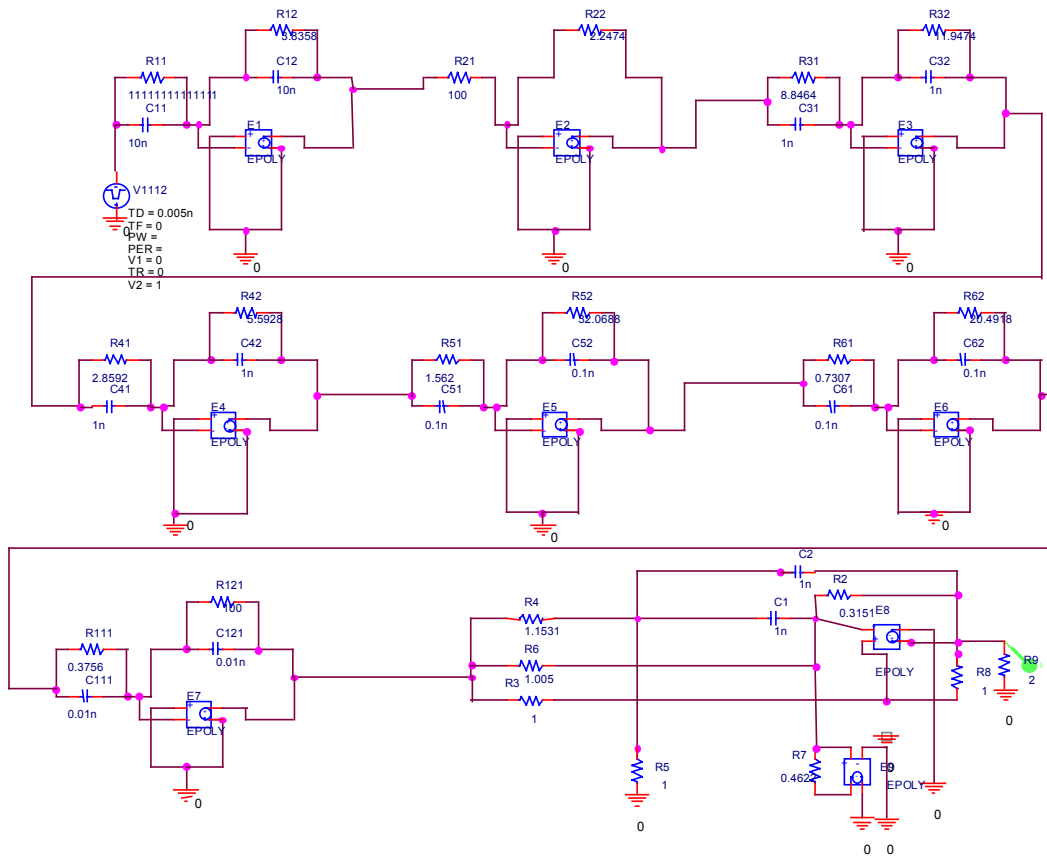 R12
3.8358
R22
2.2474
R32
11.9474
R11
C12
R21
R31
C32
11111111111111
10n
100
8.8464
1n
C11
C31
10n
E1
E2
1n
E3
EPOLY
EPOLY
EPOLY
V1112
TD = 0.005n
0
TF = 0
PW =
PER =
V1 = 0
TR = 0
V2 = 1
0
0
0
R42
5.5928
R52
32.0688
R62
20.4918
R41
C42
R51
C52
R61
C62
2.8592
1n
1.562
0.1n
0.7307
0.1n
C41
C51
C61
1n
E4
0.1n
E5
0.1n
E6
EPOLY
EPOLY
EPOLY
0
0
0
C2
1n
R121
100
R2
0.3151
R4
C1
E8
1.1531
1n
R111
C121
0.3756
0.01n
R6
1.005
EPOLY
R8
1
R9
2
C111
0.01n
E7
R3
1
EPOLY
0
R5
1
R7
EPOLY
0
0
0
0
0